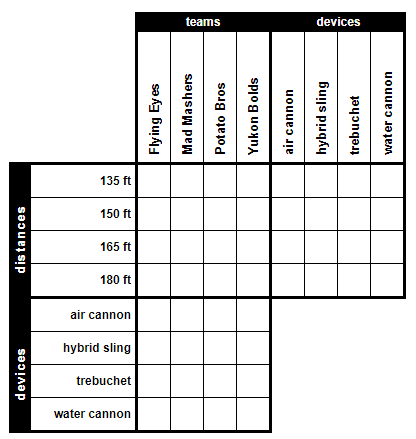 teams devices
Flying Eyes
Mad Mashers
Potato Bros
Yukon Bolds
air cannon
hybrid sling
trebuchet
water cannon
distances
135 ft
150 ft
165 ft
180 ft
devices
air cannon
hybrid sling
trebuchet
water cannon